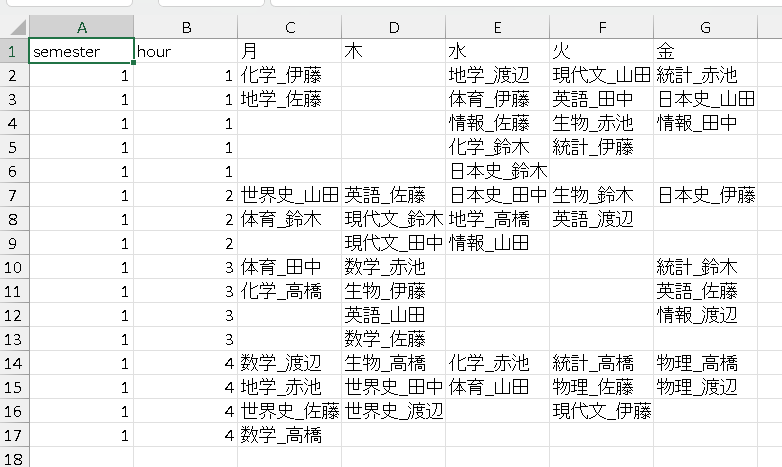 A B C D E F G
1 semester hour 月 木 水 火 金
2 1 1 化学_伊藤 地学_渡辺 現代文_山田 統計_赤池
3 1 1 地学_佐藤 体育_伊藤 英語_田中 日本史_山田
4 1 1 情報_佐藤 生物_赤池 情報_田中
5 1 1 化学_鈴木 統計_伊藤
6 1 1 日本史_鈴木
7 1 2 世界史_山田 英語_佐藤 日本史_田中 生物_鈴木 日本史_伊藤
8 1 2 体育_鈴木 現代文_鈴木 地学_高橋 英語_渡辺
9 1 2 現代文_田中 情報_山田
10 1 3 体育_田中 数学_赤池 統計_鈴木
11 1 3 化学_高橋 生物_伊藤 英語_佐藤
12 1 3 英語_山田 情報_渡辺
13 1 3 数学_佐藤
14 1 4 数学_渡辺 生物_高橋 化学_赤池 統計_高橋 物理_高橋
15 1 4 地学_赤池 世界史_田中 体育_山田 物理_佐藤 物理_渡辺
16 1 4 世界史_佐藤 世界史_渡辺 現代文_伊藤
17 1 4 数学_高橋
18